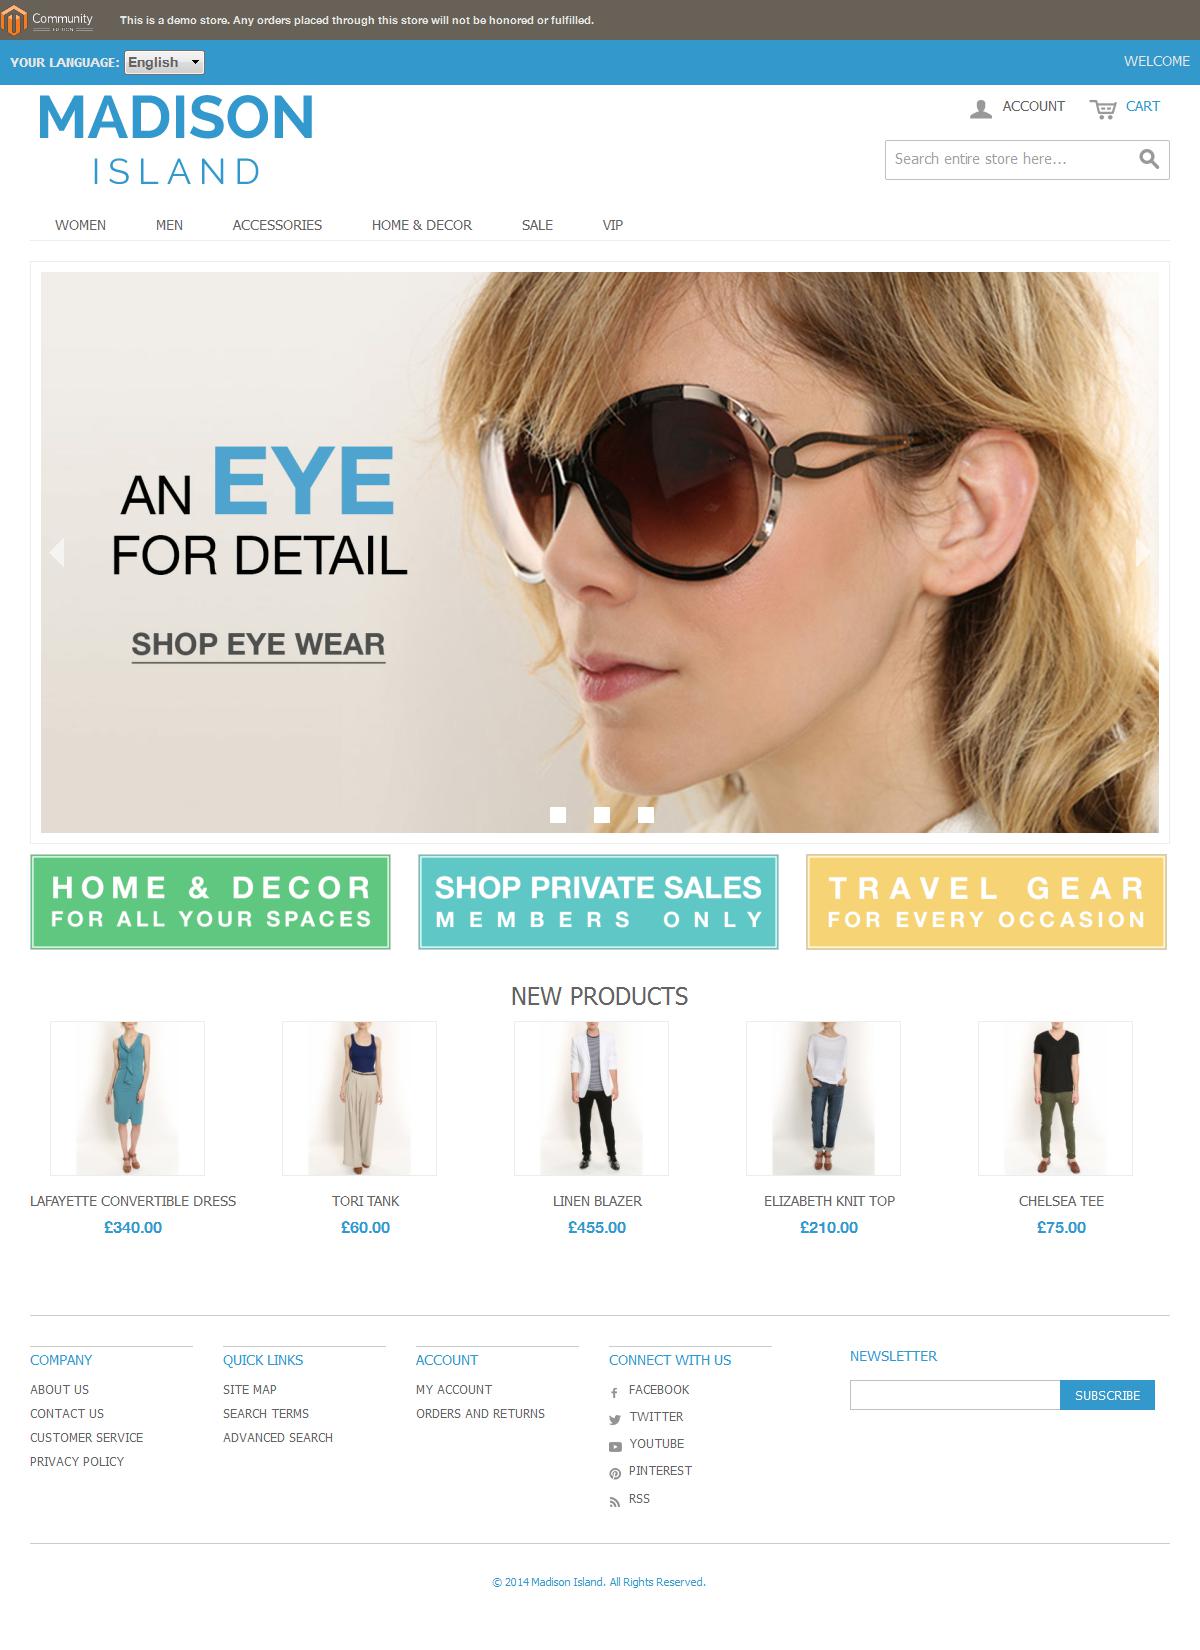 Community
EDITION
This is a demo store. Any orders placed through this store will not be honored or fulfilled.
YOUR LANGUAGE: English
WELCOME
MADISON
ISLAND
ACCOUNT CART
Search entire store here...
WOMEN MEN ACCESSORIES HOME & DECOR SALE VIP
AN EYE
FOR DETAIL
SHOP EYE WEAR
HOME & DECOR
FOR ALL YOUR SPACES
SHOP PRIVATE SALES
MEMBERS ONLY
TRAVEL GEAR
FOR EVERY OCCASION
NEW PRODUCTS
LAFAYETTE CONVERTIBLE DRESS
£340.00
TORI TANK
£60.00
LINEN BLAZER
£455.00
ELIZABETH KNIT TOP
£210.00
CHELSEA TEE
£75.00
COMPANY
ABOUT US
CONTACT US
CUSTOMER SERVICE
PRIVACY POLICY
QUICK LINKS
SITE MAP
SEARCH TERMS
ADVANCED SEARCH
ACCOUNT
MY ACCOUNT
ORDERS AND RETURNS
CONNECT WITH US
FACEBOOK
TWITTER
YOUTUBE
PINTEREST
RSS
NEWSLETTER
SUBSCRIBE
© 2014 Madison Island. All Rights Reserved.